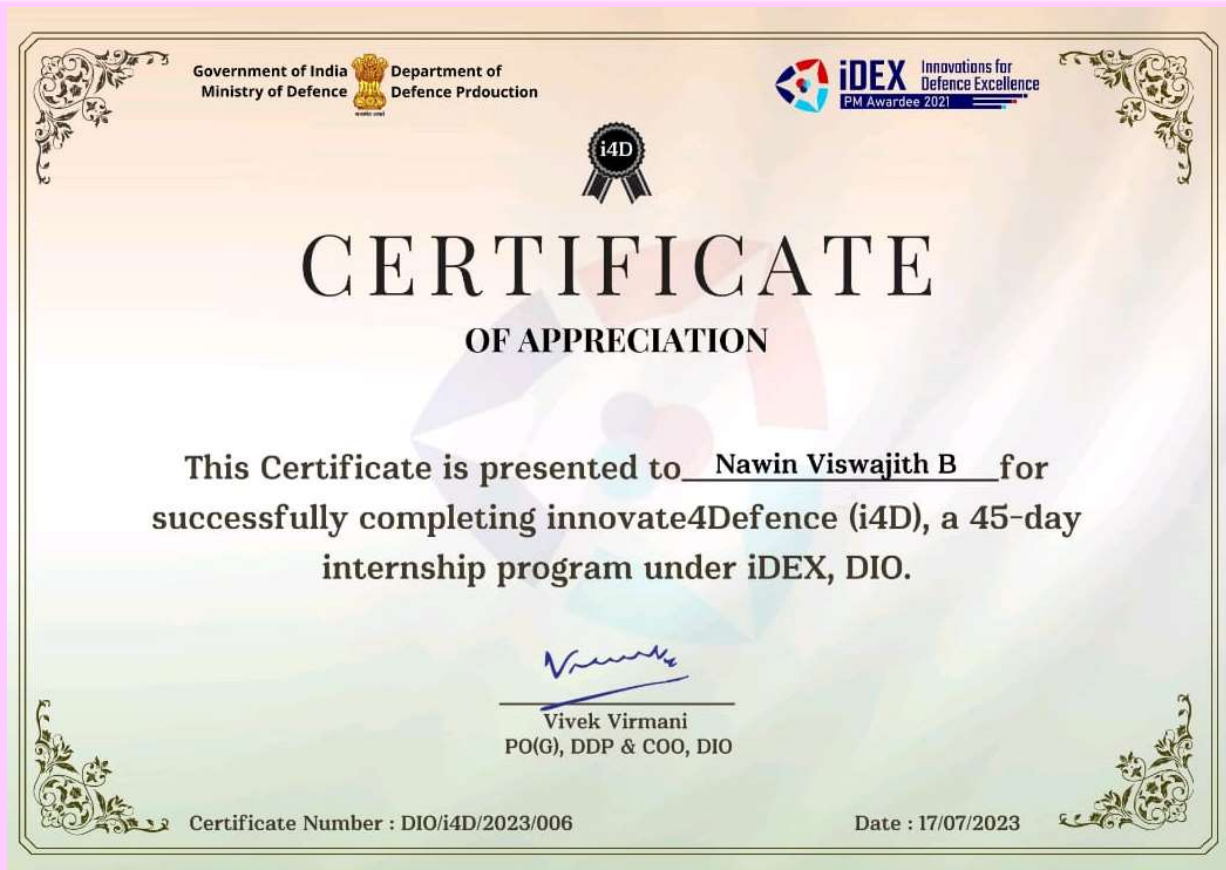 Government of India
Ministry of Defence
Department of
Defence Prdouction
iDEX
Innovations for
Defence Excellence
PM Awardee 2021
i4D
CERTIFICATE
OF APPRECIATION
This Certificate is presented to Nawin Viswajith B for
successfully completing innovate4Defence (i4D), a 45-day
internship program under iDEX, DIO.
Vivek Virmani
PO(G), DDP & COO, DIO
Certificate Number : DIO/i4D/2023/006
Date : 17/07/2023